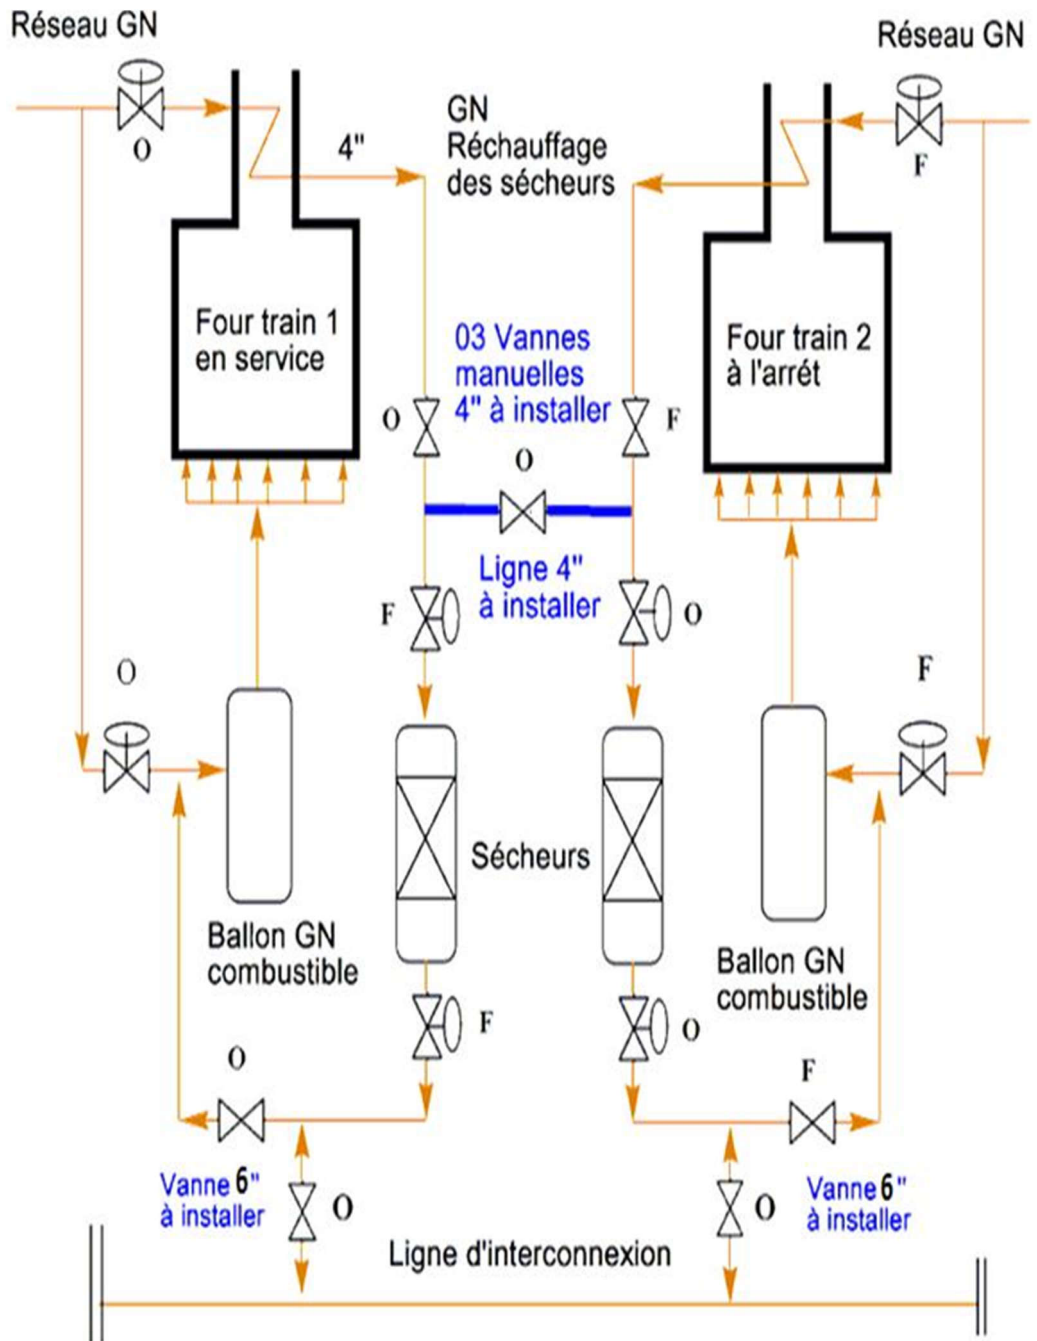 Réseau GN
Réseau GN
O
F
4"
GN
Réchauffage
des sécheurs
Four train 1
en service
Four train 2
à l'arrét
03 Vannes
manuelles
4" à installer
O
F
O
Ligne 4"
à installer
F
O
O
F
Sécheurs
Ballon GN
combustible
Ballon GN
combustible
F
O
O
F
Vanne 6"
à installer
O
O
Vanne 6"
à installer
Ligne d'interconnexion